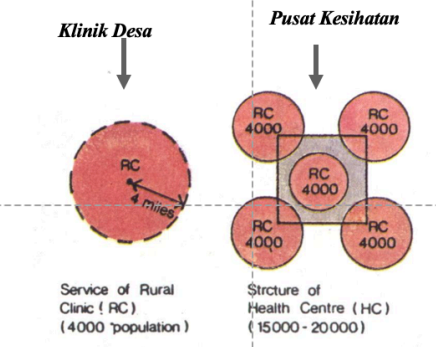 Klinik Desa
Pusat Kesihatan
RC
4 miles
RC
4000
RC
4000
RC
4000
RC
4000
RC
4000
Service of Rural
Clinic ( RC )
( 4000 population )
Strcture of
Health Centre ( HC )
( 15000 - 20000 )